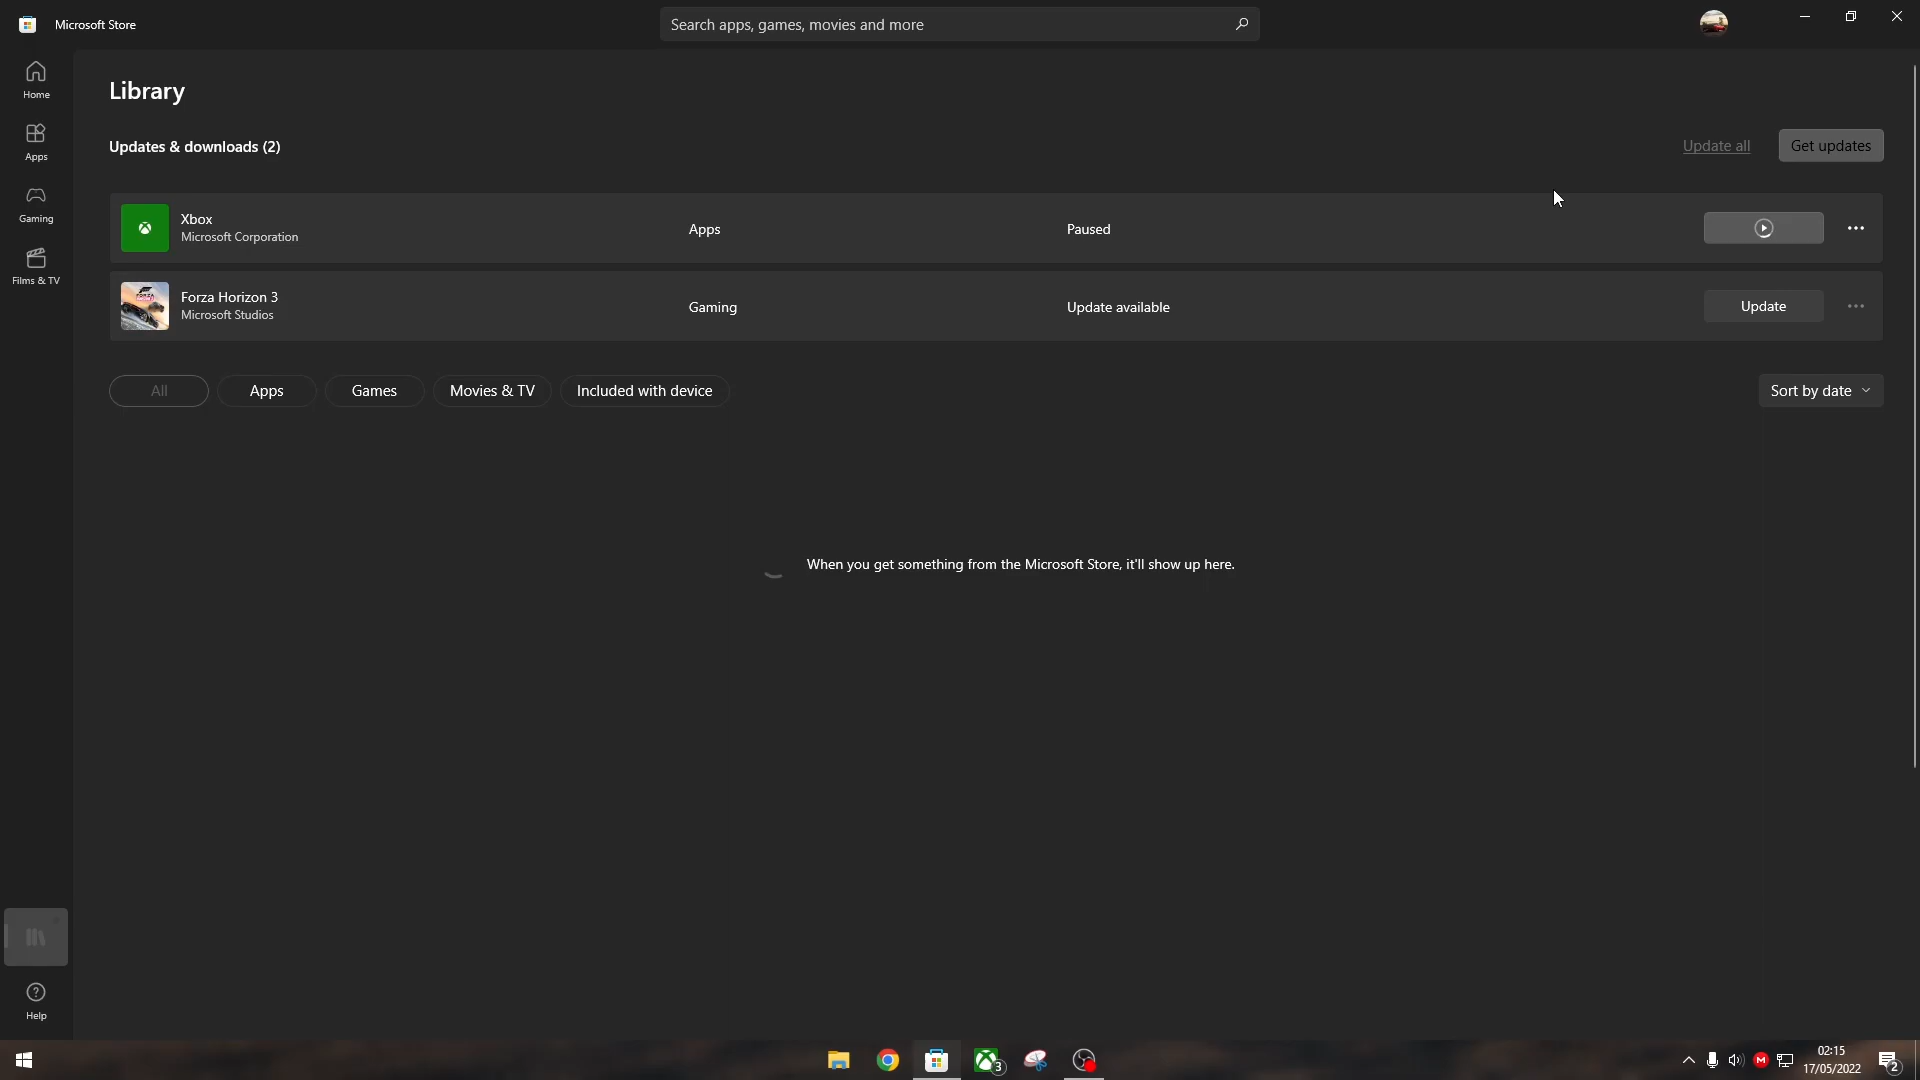 Microsoft Store
Search apps, games, movies and more
Home
Apps
Gaming
Films & TV
Library
Updates & downloads (2)
Update all
Get updates
Xbox
Microsoft Corporation
Apps
Paused
Forza Horizon 3
Microsoft Studios
Gaming
Update available
Update
All
Apps
Games
Movies & TV
Included with device
Sort by date
When you get something from the Microsoft Store, it'll show up here.
Help
3
M
02:15
17/05/2022
2